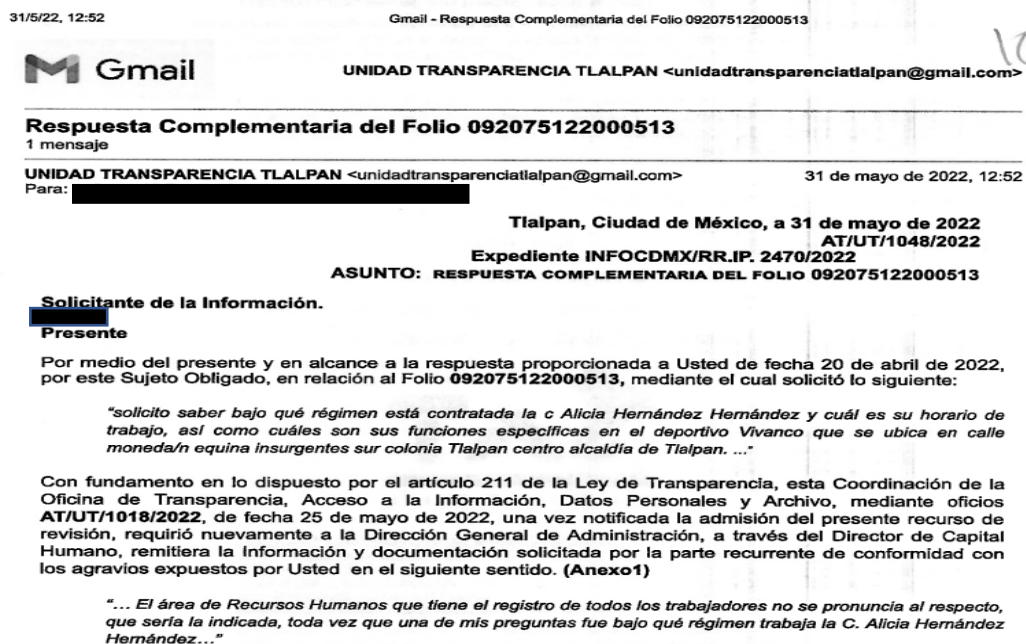 31/5/22, 12:52
Gmail - Respuesta Complementaria del Folio 092075122000513
Gmail
UNIDAD TRANSPARENCIA TLALPAN <unidadtransparenciatlalpan@gmail.com>
Respuesta Complementaria del Folio 092075122000513
1 mensaje
UNIDAD TRANSPARENCIA TLALPAN <unidadtransparenciatlalpan@gmail.com>
31 de mayo de 2022, 12:52
Para:
Tlalpan, Ciudad de México, a 31 de mayo de 2022
AT/UT/1048/2022
Expediente INFOCDMX/RR.IP. 2470/2022
ASUNTO: RESPUESTA COMPLEMENTARIA DEL FOLIO 092075122000513
Solicitante de la Información.
Presente
Por medio del presente y en alcance a la respuesta proporcionada a Usted de fecha 20 de abril de 2022,
por este Sujeto Obligado, en relación al Folio 092075122000513, mediante el cual solicitó lo siguiente:
"solicito saber bajo qué régimen está contratada la c Alicia Hernández Hernández y cuál es su horario de
trabajo, así como cuáles son sus funciones específicas en el deportivo Vivanco que se ubica en calle
moneda/n equina insurgentes sur colonia Tlalpan centro alcaldía de Tlalpan. ..."
Con fundamento en lo dispuesto por el artículo 211 de la Ley de Transparencia, esta Coordinación de la
Oficina de Transparencia, Acceso a la Información, Datos Personales y Archivo, mediante oficios
AT/UT/1018/2022, de fecha 25 de mayo de 2022, una vez notificada la admisión del presente recurso de
revisión, requirió nuevamente a la Dirección General de Administración, a través del Director de Capital
Humano, remitiera la Información y documentación solicitada por la parte recurrente de conformidad con
los agravios expuestos por Usted en el siguiente sentido. (Anexo1)
"... El área de Recursos Humanos que tiene el registro de todos los trabajadores no se pronuncia al respecto,
que sería la indicada, toda vez que una de mis preguntas fue bajo qué régimen trabaja la C. Alicia Hernández
Hernández..."